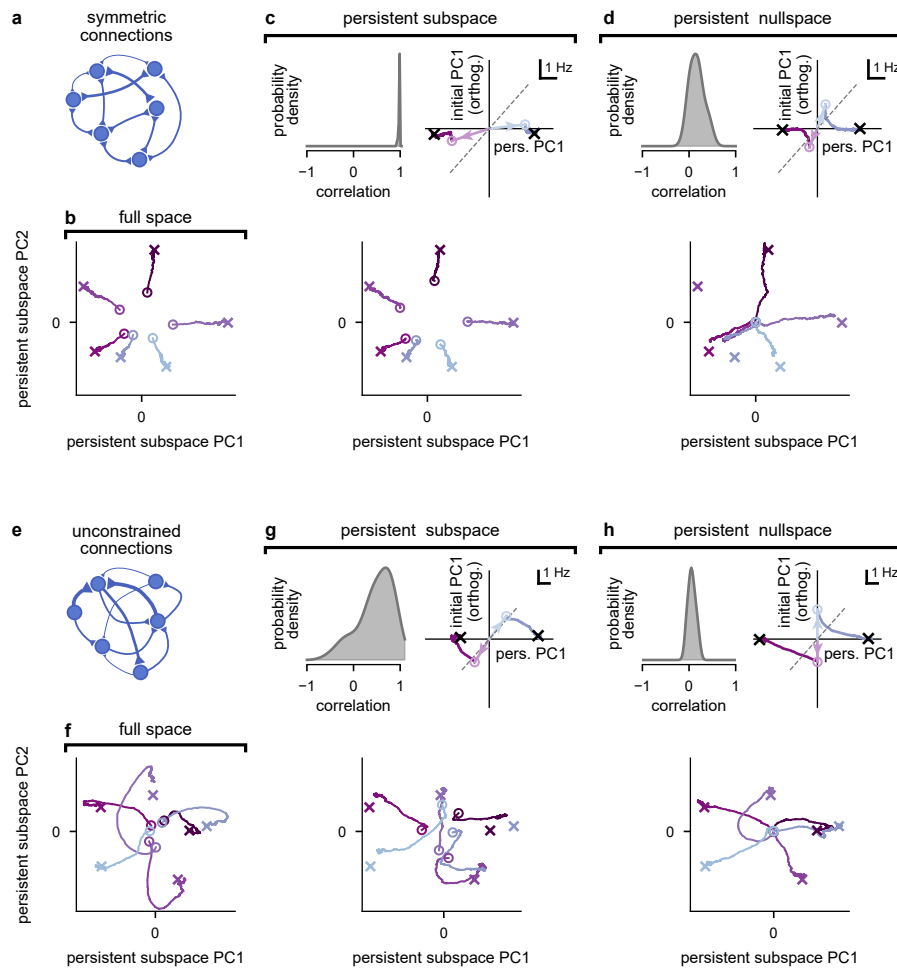 a
symmetric
connections
b
full space
persistent subspace PC2
0
0
persistent subspace PC1
c
persistent subspace
probability
density
−1
0
1
correlation
initial PC1
(orthog.)
1 Hz
pers. PC1
0
0
persistent subspace PC1
d
persistent nullspace
probability
density
−1
0
1
correlation
initial PC1
(orthog.)
1 Hz
pers. PC1
0
0
persistent subspace PC1
e
unconstrained
connections
f
full space
persistent subspace PC2
0
0
persistent subspace PC1
g
persistent subspace
probability
density
−1
0
1
correlation
initial PC1
(orthog.)
1 Hz
pers. PC1
0
0
persistent subspace PC1
h
persistent nullspace
probability
density
−1
0
1
correlation
initial PC1
(orthog.)
1 Hz
pers. PC1
0
0
persistent subspace PC1